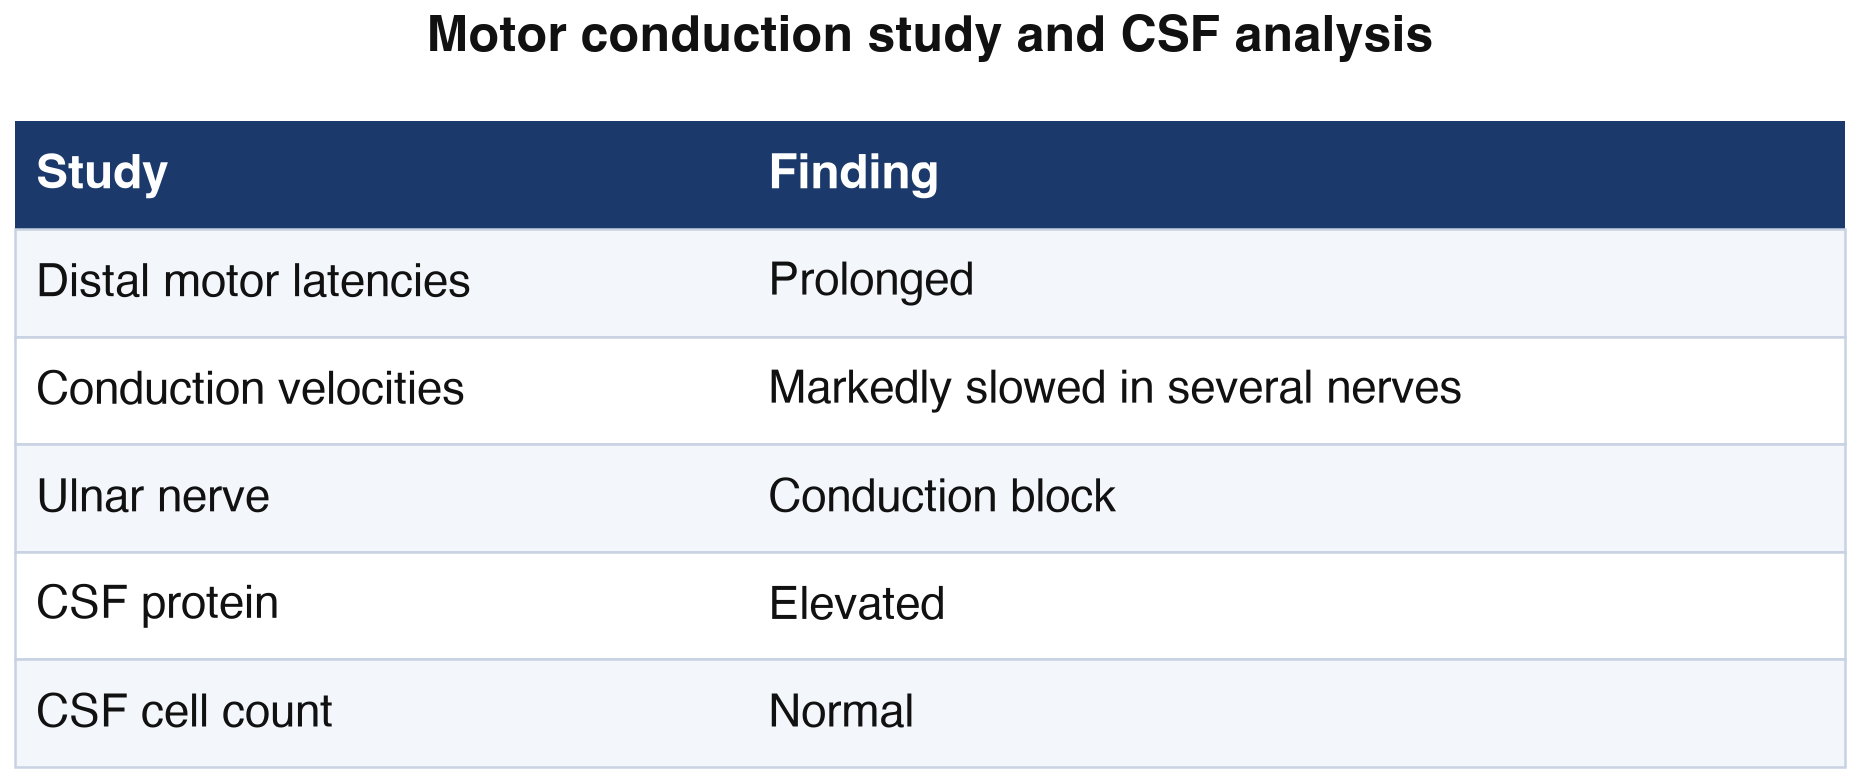 Motor conduction study and CSF analysis
Study Finding
Distal motor latencies Prolonged
Conduction velocities Markedly slowed in several nerves
Ulnar nerve Conduction block
CSF protein Elevated
CSF cell count Normal